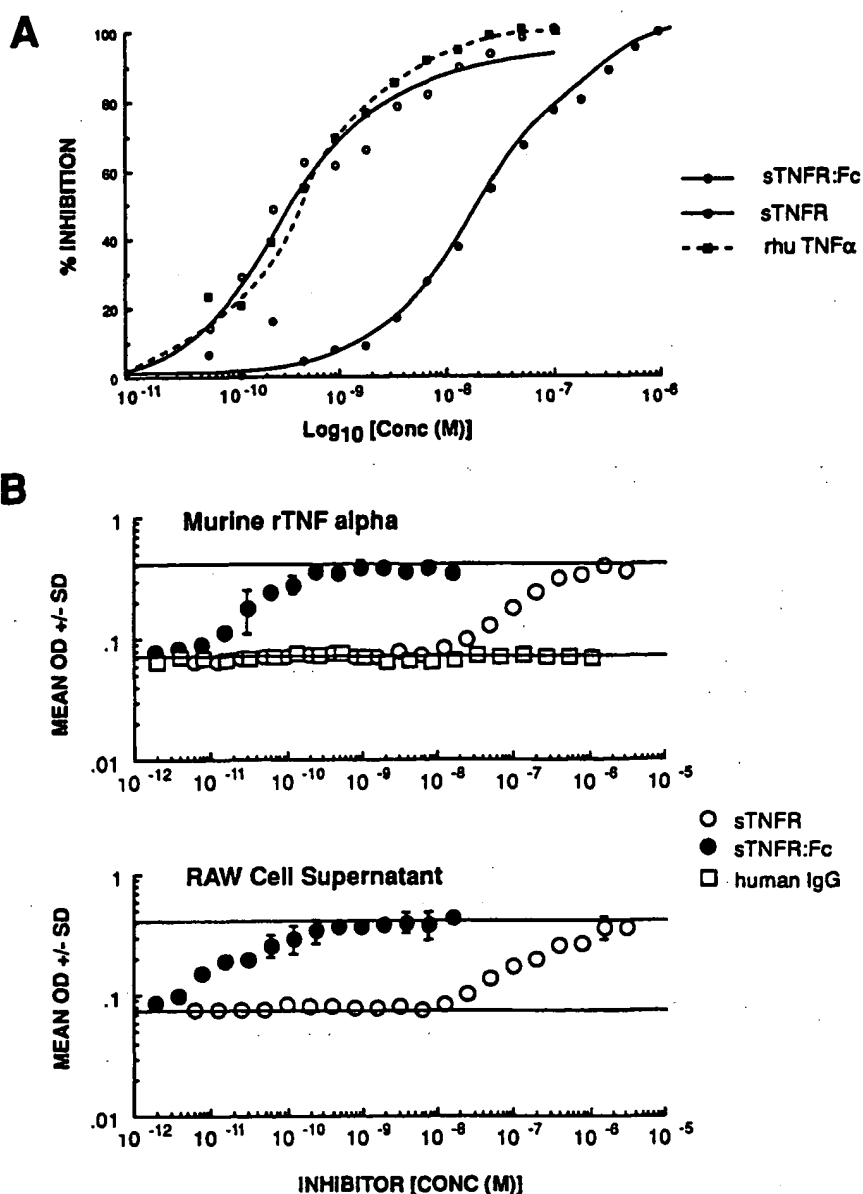 A
100
80
60
40
20
0
% INHIBITION
10-11
10-10
10-9
10-8
10-7
10-6
Log10 [Conc (M)]
sTNFR:Fc
sTNFR
rhu TNFα
B
Murine rTNF alpha
1
.1
.01
MEAN OD +/- SD
10-12
10-11
10-10
10-9
10-8
10-7
10-6
10-5
sTNFR
sTNFR:Fc
human IgG
RAW Cell Supernatant
1
.1
.01
MEAN OD +/- SD
10-12
10-11
10-10
10-9
10-8
10-7
10-6
10-5
INHIBITOR [CONC (M)]